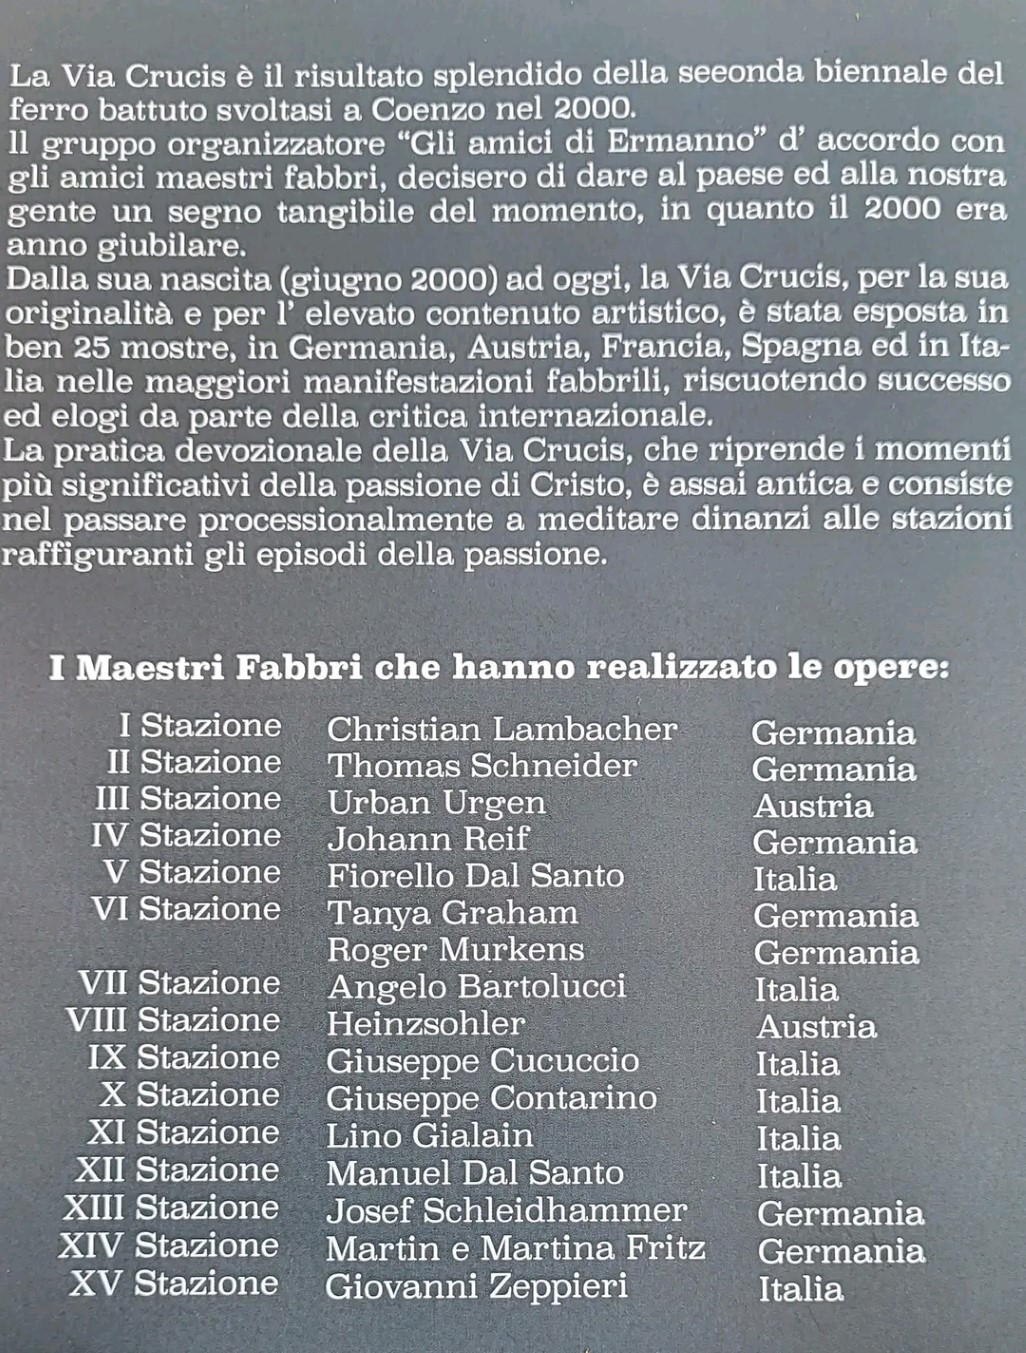 La Via Crucis è il risultato splendido della seeonda biennale del
ferro battuto svoltasi a Coenzo nel 2000.
ll gruppo organizzatore “Gli amici di Ermanno” d’ accordo con
gli amici maestri fabbri, decisero di dare al paese ed alla nostra
gente un segno tangibile del momento, in quanto il 2000 era
anno giubilare.
Dalla sua nascita (giugno 2000) ad oggi, la Via Crucis, per la sua
originalità e per l’ elevato contenuto artistico, è stata esposta in
ben 25 mostre, in Germania, Austria, Francia, Spagna ed in Ita-
lia nelle maggiori manifestazioni fabbrili, riscuotendo successo
ed elogi da parte della critica internazionale.
La pratica devozionale della Via Crucis, che riprende i momenti
più significativi della passione di Cristo, è assai antica e consiste
nel passare processionalmente a meditare dinanzi alle stazioni
raffiguranti gli episodi della passione.
I Maestri Fabbri che hanno realizzato le opere:
I Stazione Christian Lambacher Germania
II Stazione Thomas Schneider Germania
III Stazione Urban Urgen Austria
IV Stazione Johann Reif Germania
V Stazione Fiorello Dal Santo Italia
VI Stazione Tanya Graham Germania
Roger Murkens Germania
VII Stazione Angelo Bartolucci Italia
VIII Stazione Heinzsohler Austria
IX Stazione Giuseppe Cucuccio Italia
X Stazione Giuseppe Contarino Italia
XI Stazione Lino Gialain Italia
XII Stazione Manuel Dal Santo Italia
XIII Stazione Josef Schleidhammer Germania
XIV Stazione Martin e Martina Fritz Germania
XV Stazione Giovanni Zeppieri Italia